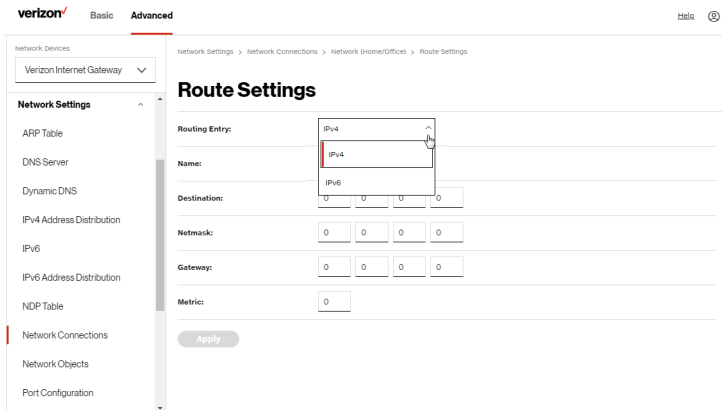 verizon
Basic
Advanced
Help
Network Devices
Verizon Internet Gateway
Network Settings
ARP Table
DNS Server
Dynamic DNS
IPv4 Address Distribution
IPv6
IPv6 Address Distribution
NDP Table
Network Connections
Network Objects
Port Configuration
Network Settings > Network Connections > Network (Home/Office) > Route Settings
Route Settings
Routing Entry:
IPv4
IPv4
IPv6
Name:
Destination:
0 0 0 0
Netmask:
0 0 0 0
Gateway:
0 0 0 0
Metric:
0
Apply